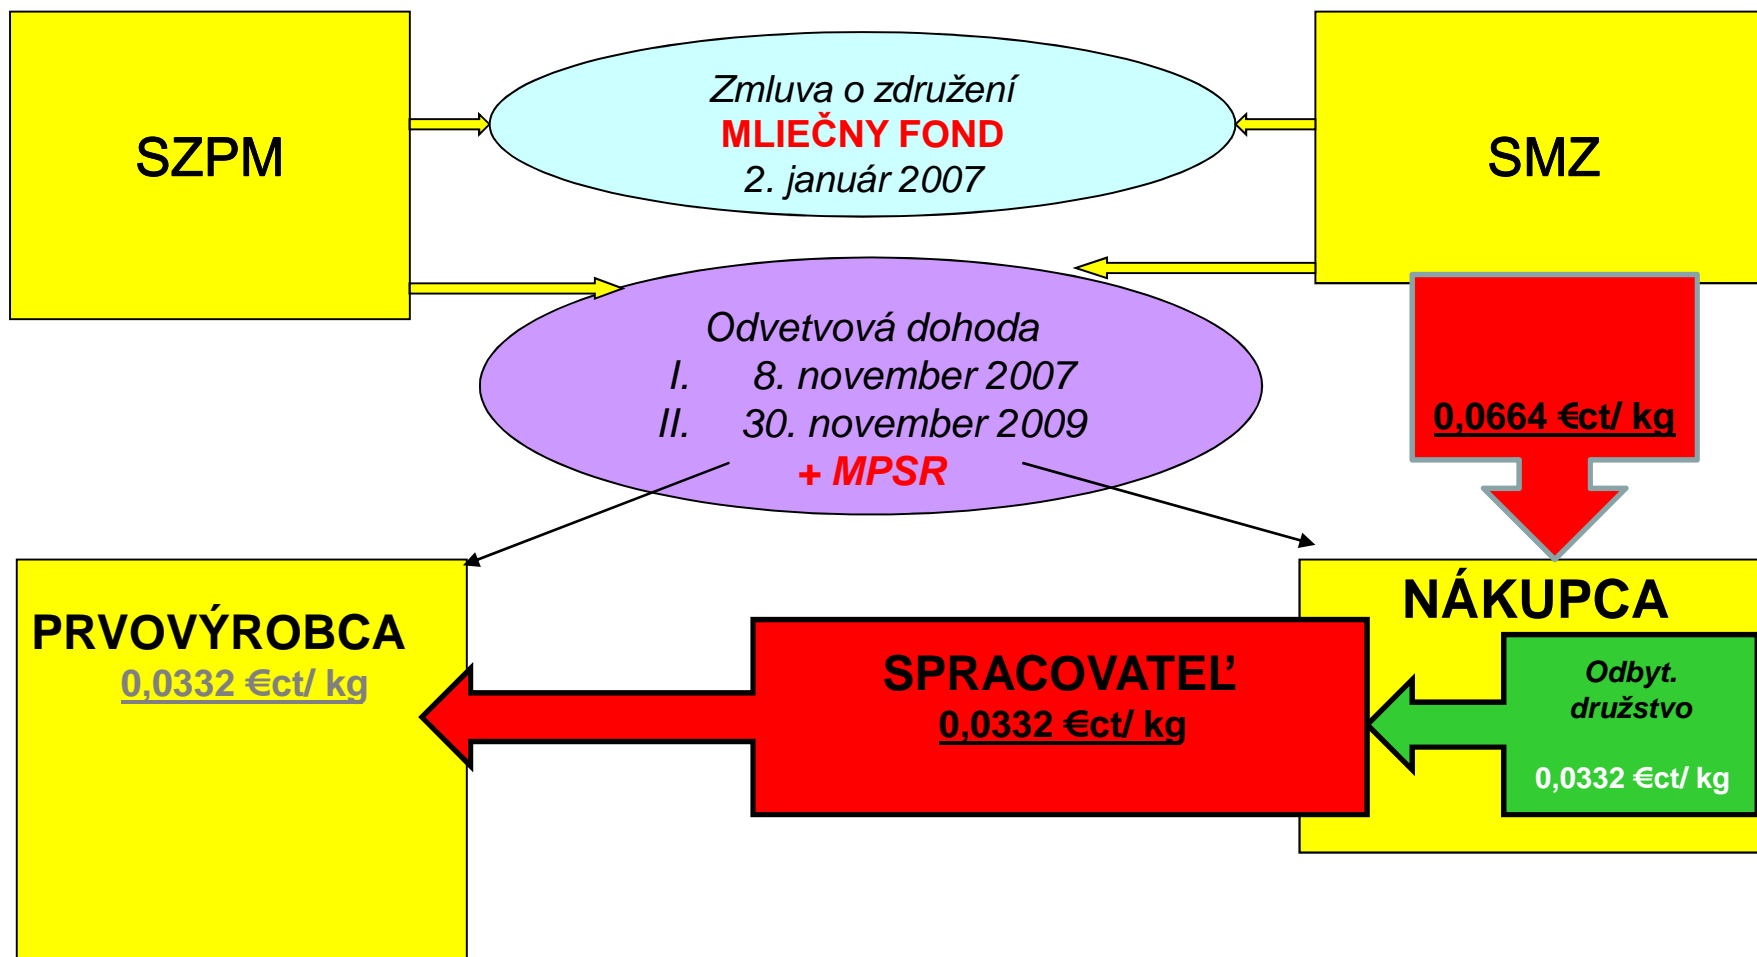 SZPM
Zmluva o združení
MLIEČNY FOND
2. január 2007
SMZ
Odvetvová dohoda
I. 8. november 2007
II. 30. november 2009
+ MPSR
0,0664 €ct/ kg
PRVOVÝROBCA
0,0332 €ct/ kg
SPRACOVATEĽ
0,0332 €ct/ kg
NÁKUPCA
Odbyt.
družstvo
0,0332 €ct/ kg